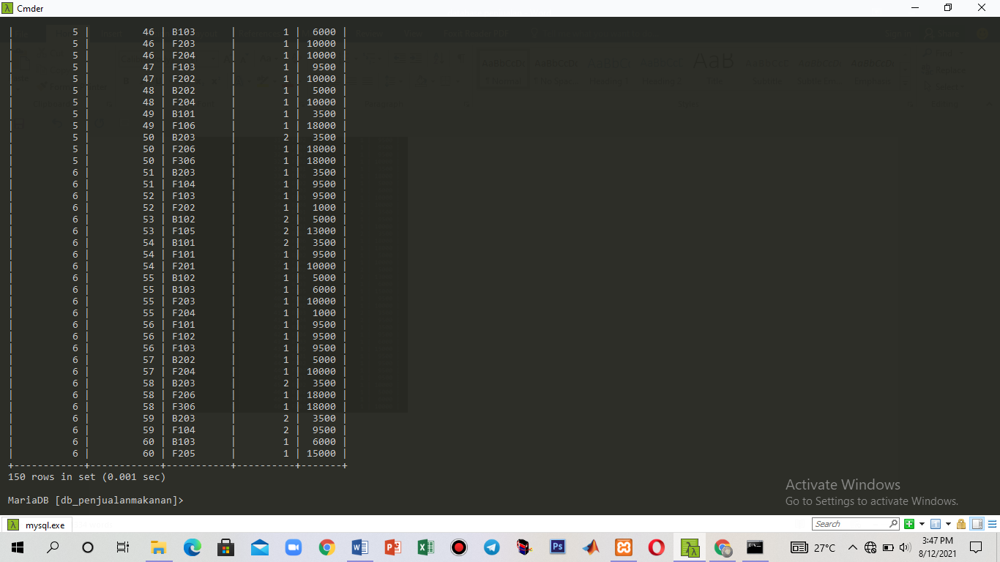 Cmder
| 5 | 46 | B103 | 1 | 6000 |
| 5 | 46 | F203 | 1 | 10000 |
| 5 | 46 | F204 | 1 | 10000 |
| 5 | 47 | F103 | 1 | 9500 |
| 5 | 47 | F202 | 1 | 10000 |
| 5 | 48 | B202 | 1 | 5000 |
| 5 | 48 | F204 | 1 | 10000 |
| 5 | 49 | B101 | 1 | 3500 |
| 5 | 49 | F106 | 1 | 18000 |
| 5 | 50 | B203 | 2 | 3500 |
| 5 | 50 | F206 | 1 | 18000 |
| 5 | 50 | F306 | 1 | 18000 |
| 6 | 51 | B203 | 1 | 3500 |
| 6 | 51 | F104 | 1 | 9500 |
| 6 | 52 | F103 | 1 | 9500 |
| 6 | 52 | F202 | 1 | 1000 |
| 6 | 53 | B102 | 2 | 5000 |
| 6 | 53 | F105 | 2 | 13000 |
| 6 | 54 | B101 | 2 | 3500 |
| 6 | 54 | F101 | 1 | 9500 |
| 6 | 54 | F201 | 1 | 10000 |
| 6 | 55 | B102 | 1 | 5000 |
| 6 | 55 | B103 | 1 | 6000 |
| 6 | 55 | F203 | 1 | 10000 |
| 6 | 55 | F204 | 1 | 1000 |
| 6 | 56 | F101 | 1 | 9500 |
| 6 | 56 | F102 | 1 | 9500 |
| 6 | 56 | F103 | 1 | 9500 |
| 6 | 57 | B202 | 1 | 5000 |
| 6 | 57 | F204 | 1 | 10000 |
| 6 | 58 | B203 | 2 | 3500 |
| 6 | 58 | F206 | 1 | 18000 |
| 6 | 58 | F306 | 1 | 18000 |
| 6 | 59 | B203 | 2 | 3500 |
| 6 | 59 | F104 | 2 | 9500 |
| 6 | 60 | B103 | 1 | 6000 |
| 6 | 60 | F205 | 1 | 15000 |
+------------+------------+-----------+----------+-------+
150 rows in set (0.001 sec)
MariaDB [db_penjualanmakanan]>
Activate Windows
Go to Settings to activate Windows.
mysql.exe
Search
27°C
3:47 PM
8/12/2021